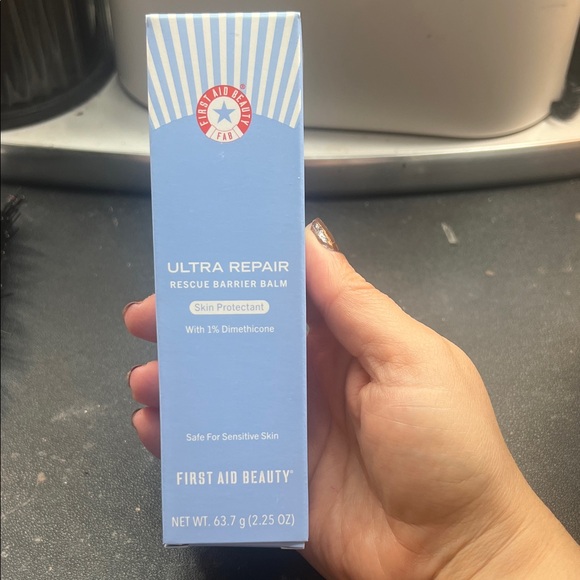 FIRST AID BEAUTY
FAB
®
ULTRA REPAIR
RESCUE BARRIER BALM
Skin Protectant
With 1% Dimethicone
Safe For Sensitive Skin
FIRST AID BEAUTY®
NET WT. 63.7 g (2.25 OZ)